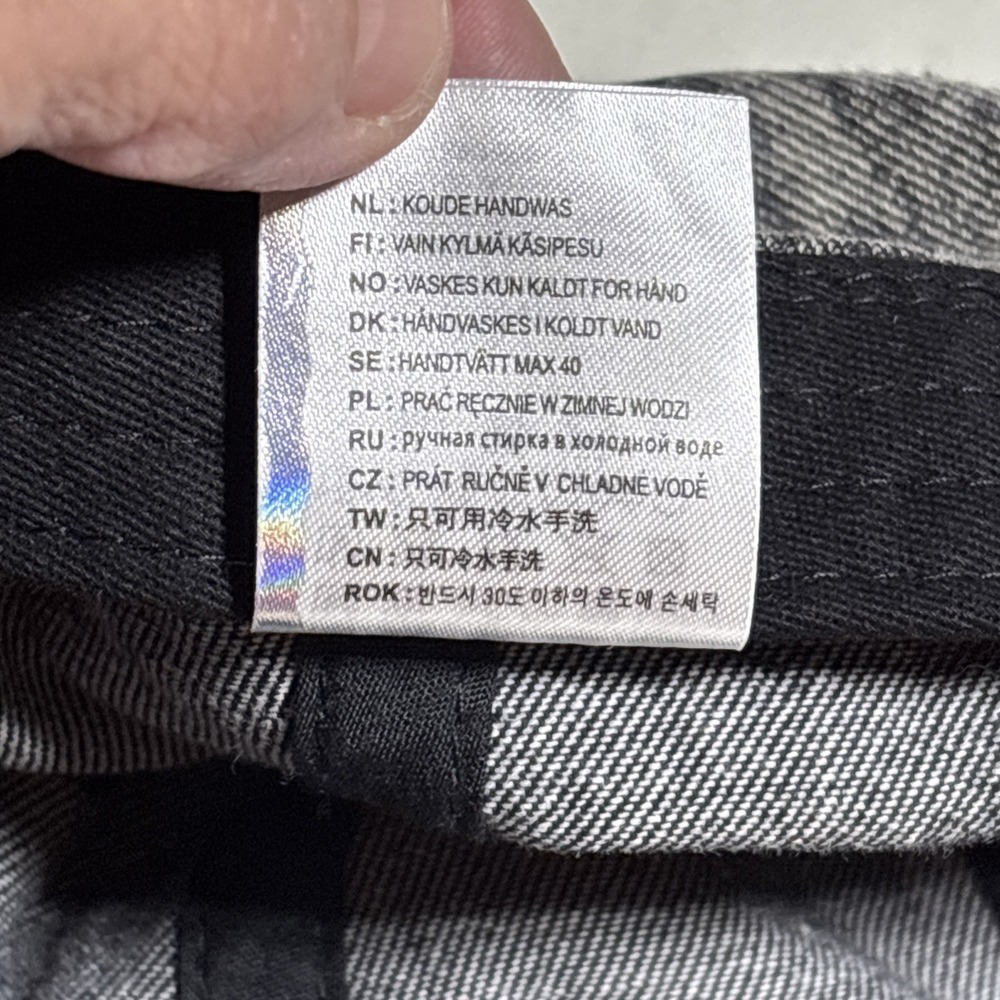 NL : KOUDE HANDWAS
FI : VAIN KYLMÄ KÄSIPESU
NO : VASKES KUN KALDT FOR HÅND
DK : HÅNDVASKES I KOLDT VAND
SE : HANDTVÄTT MAX 40
PL : PRAĆ RĘCZNIE W ZIMNEJ WODZI
RU : ручная стирка в холодной воде
CZ : PRÁT RUČNĚ V CHLADNÉ VODĚ
TW : 只可用冷水手洗
CN : 只可冷水手洗
ROK : 반드시 30도 이하의 온도에 손세탁